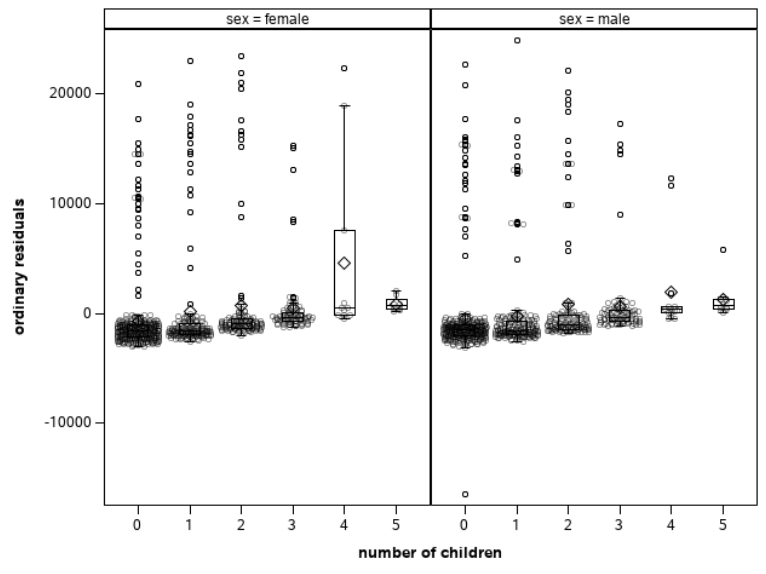 sex = female sex = male
20000
10000
0
-10000
ordinary residuals
0 1 2 3 4 5 0 1 2 3 4 5
number of children